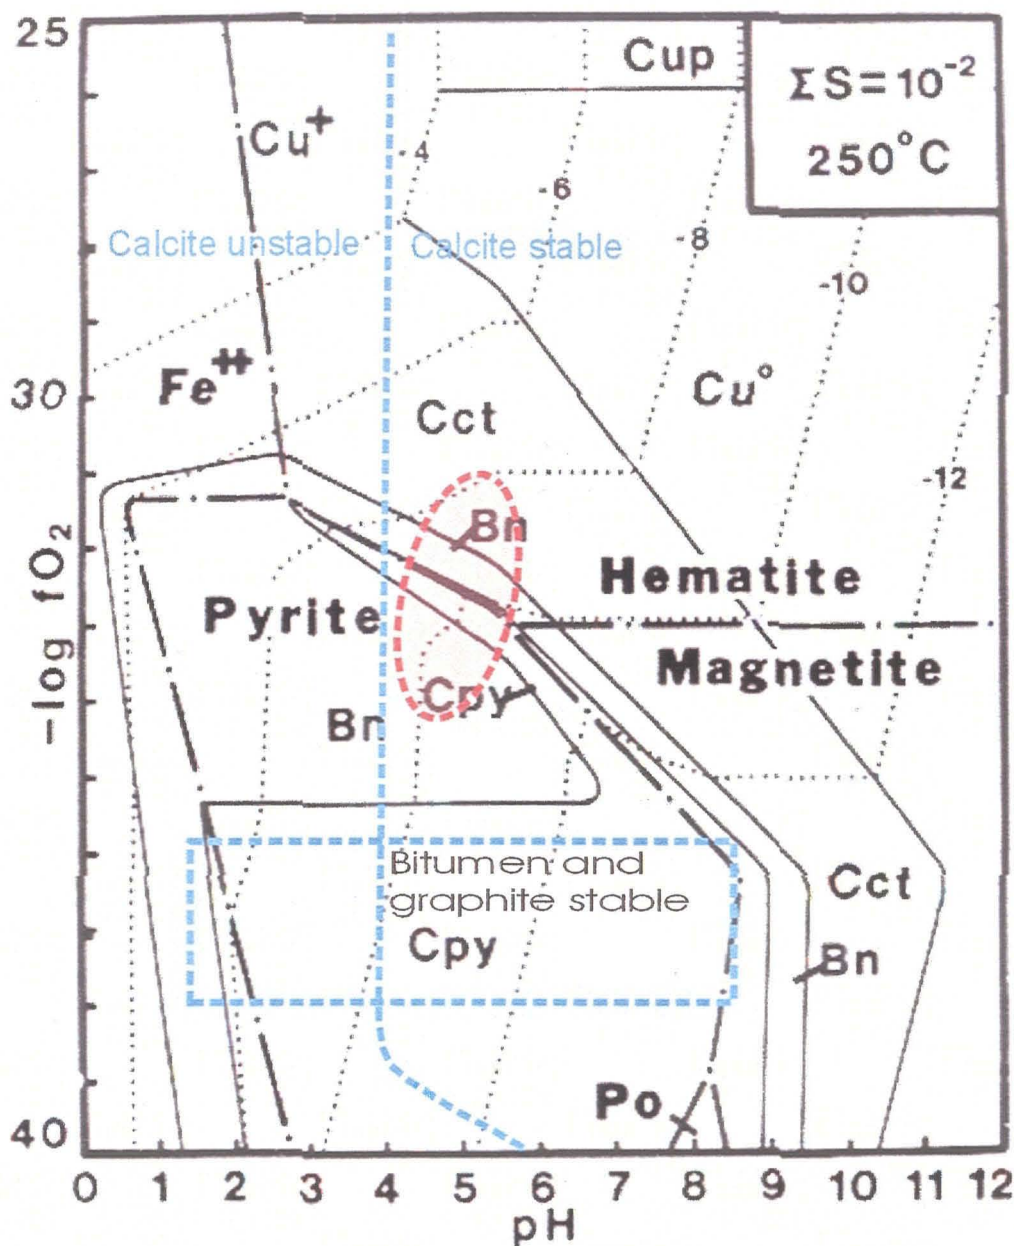 25
Cup
ΣS=10⁻²
250°C
Cu⁺
-4
-6
-8
-10
-12
Calcite unstable
Calcite stable
Fe⁺⁺
30
Cct
Cu°
Bn
Hematite
Pyrite
Magnetite
Cpy
Bn
-log fO₂
Bitumen and
graphite stable
Cpy
Cct
Bn
Po
40
0 1 2 3 4 5 6 7 8 9 10 11 12
pH